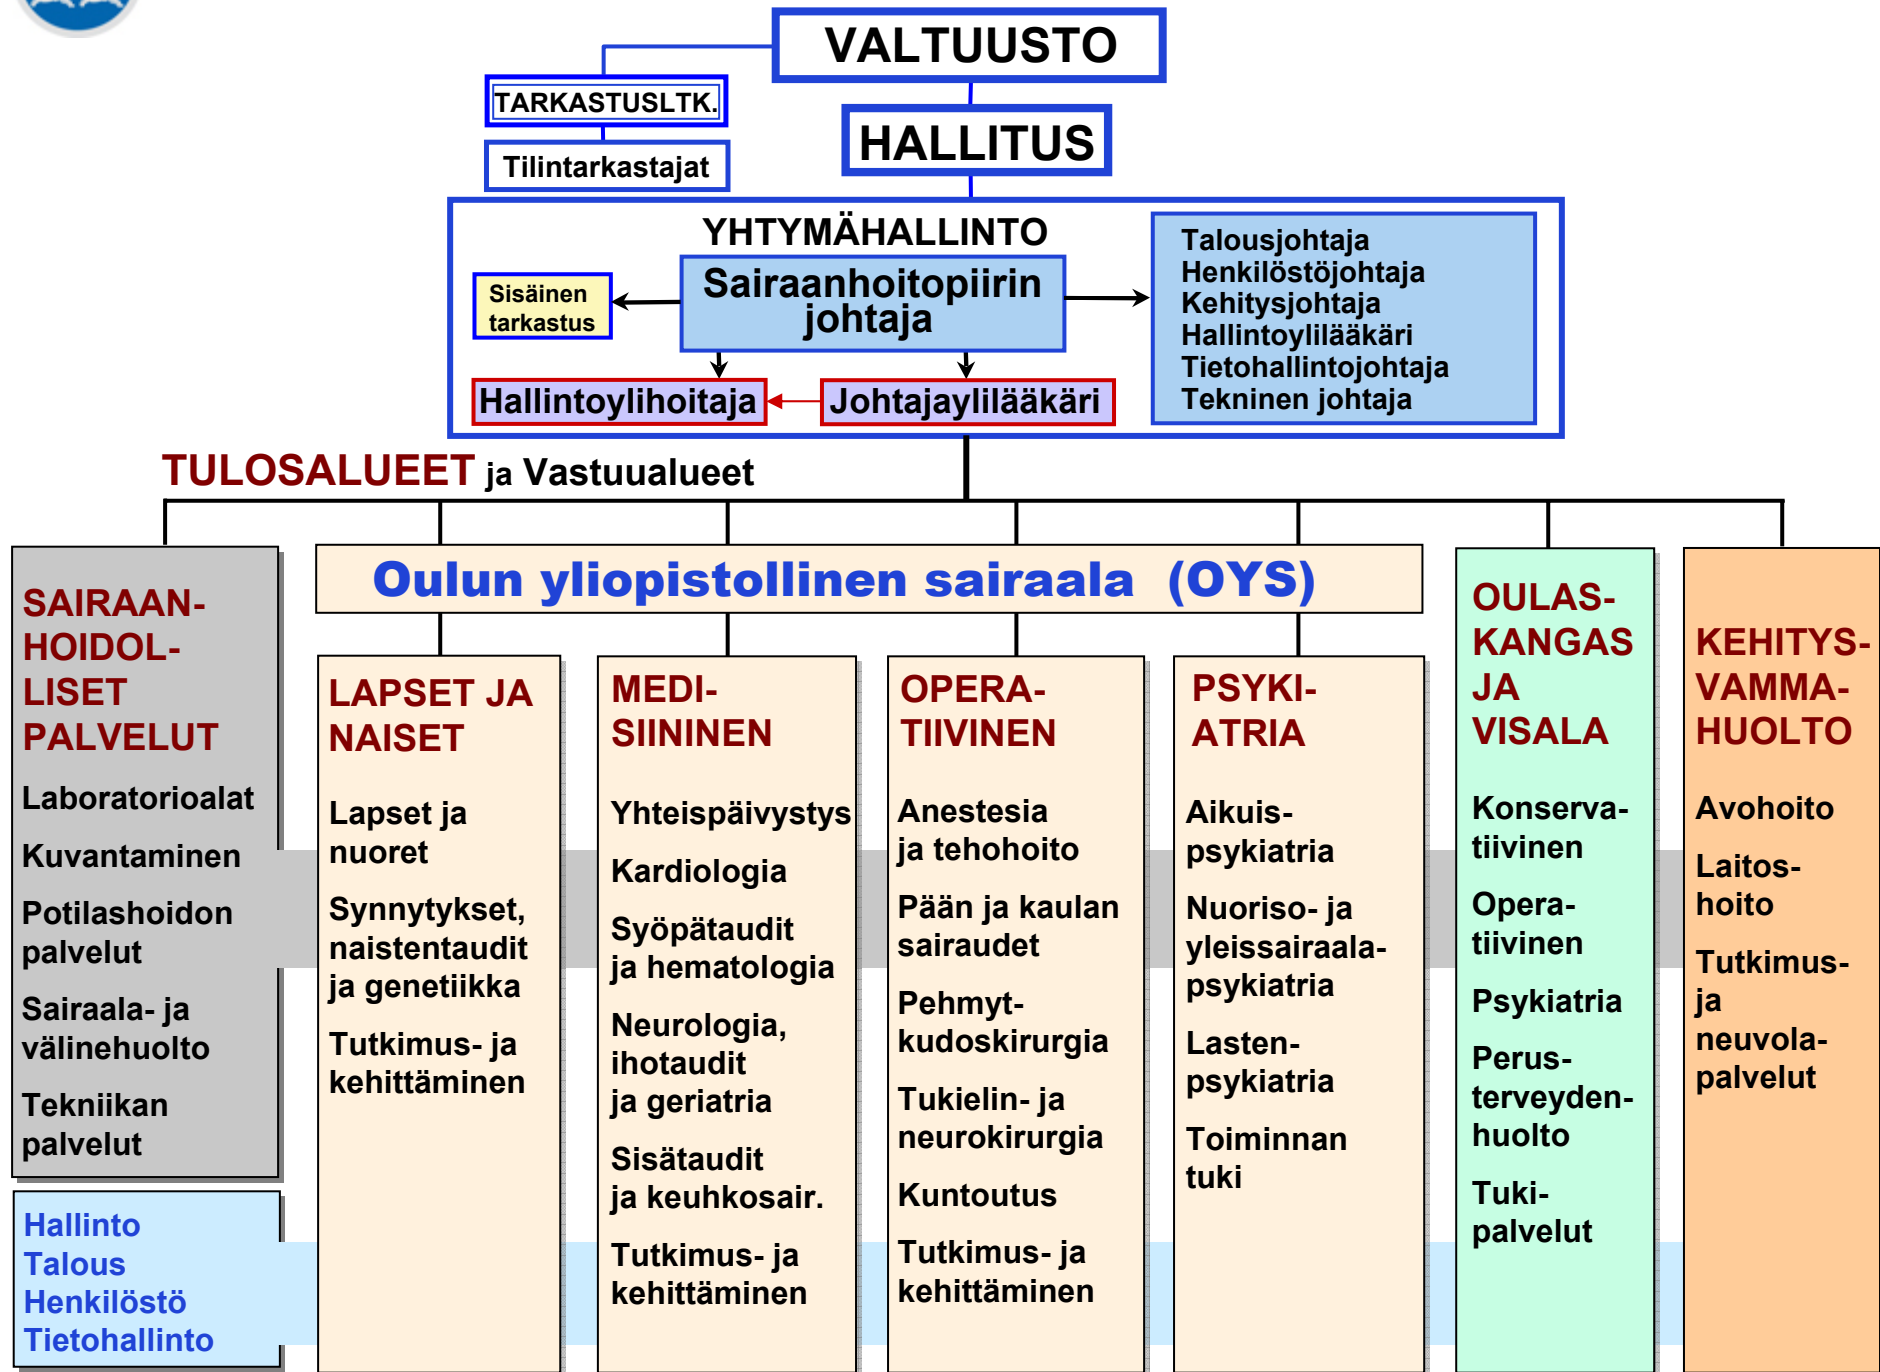 VALTUUSTO
TARKASTUSLTK.
HALLITUS
Tilintarkastajat
YHTYMÄHALLINTO
Sairaanhoitopiirin
johtaja
Sisäinen
tarkastus
Talousjohtaja
Henkilöstöjohtaja
Kehitysjohtaja
Hallintoylilääkäri
Tietohallintojohtaja
Tekninen johtaja
Hallintoylihoitaja
Johtajaylilääkäri
TULOSALUEET ja Vastuualueet
Oulun yliopistollinen sairaala (OYS)
SAIRAAN-
HOIDOL-
LISET
PALVELUT
Laboratorioalat
Kuvantaminen
Potilashoidon
palvelut
Sairaala- ja
välinehuolto
Tekniikan
palvelut
Hallinto
Talous
Henkilöstö
Tietohallinto
LAPSET JA
NAISET
Lapset ja
nuoret
Synnytykset,
naistentaudit
ja genetiikka
Tutkimus- ja
kehittäminen
MEDI-
SIININEN
Yhteispäivystys
Kardiologia
Syöpätaudit
ja hematologia
Neurologia,
ihotaudit
ja geriatria
Sisätaudit
ja keuhkosair.
Tutkimus- ja
kehittäminen
OPERA-
TIIVINEN
Anestesia
ja tehohoito
Pään ja kaulan
sairaudet
Pehmyt-
kudoskirurgia
Tukielin- ja
neurokirurgia
Kuntoutus
Tutkimus- ja
kehittäminen
PSYKI-
ATRIA
Aikuis-
psykiatria
Nuoriso- ja
yleissairaala-
psykiatria
Lasten-
psykiatria
Toiminnan
tuki
OULAS-
KANGAS
JA
VISALA
Konserva-
tiivinen
Opera-
tiivinen
Psykiatria
Perus-
terveyden-
huolto
Tuki-
palvelut
KEHITYS-
VAMMA-
HUOLTO
Avohoito
Laitos-
hoito
Tutkimus-
ja
neuvola-
palvelut